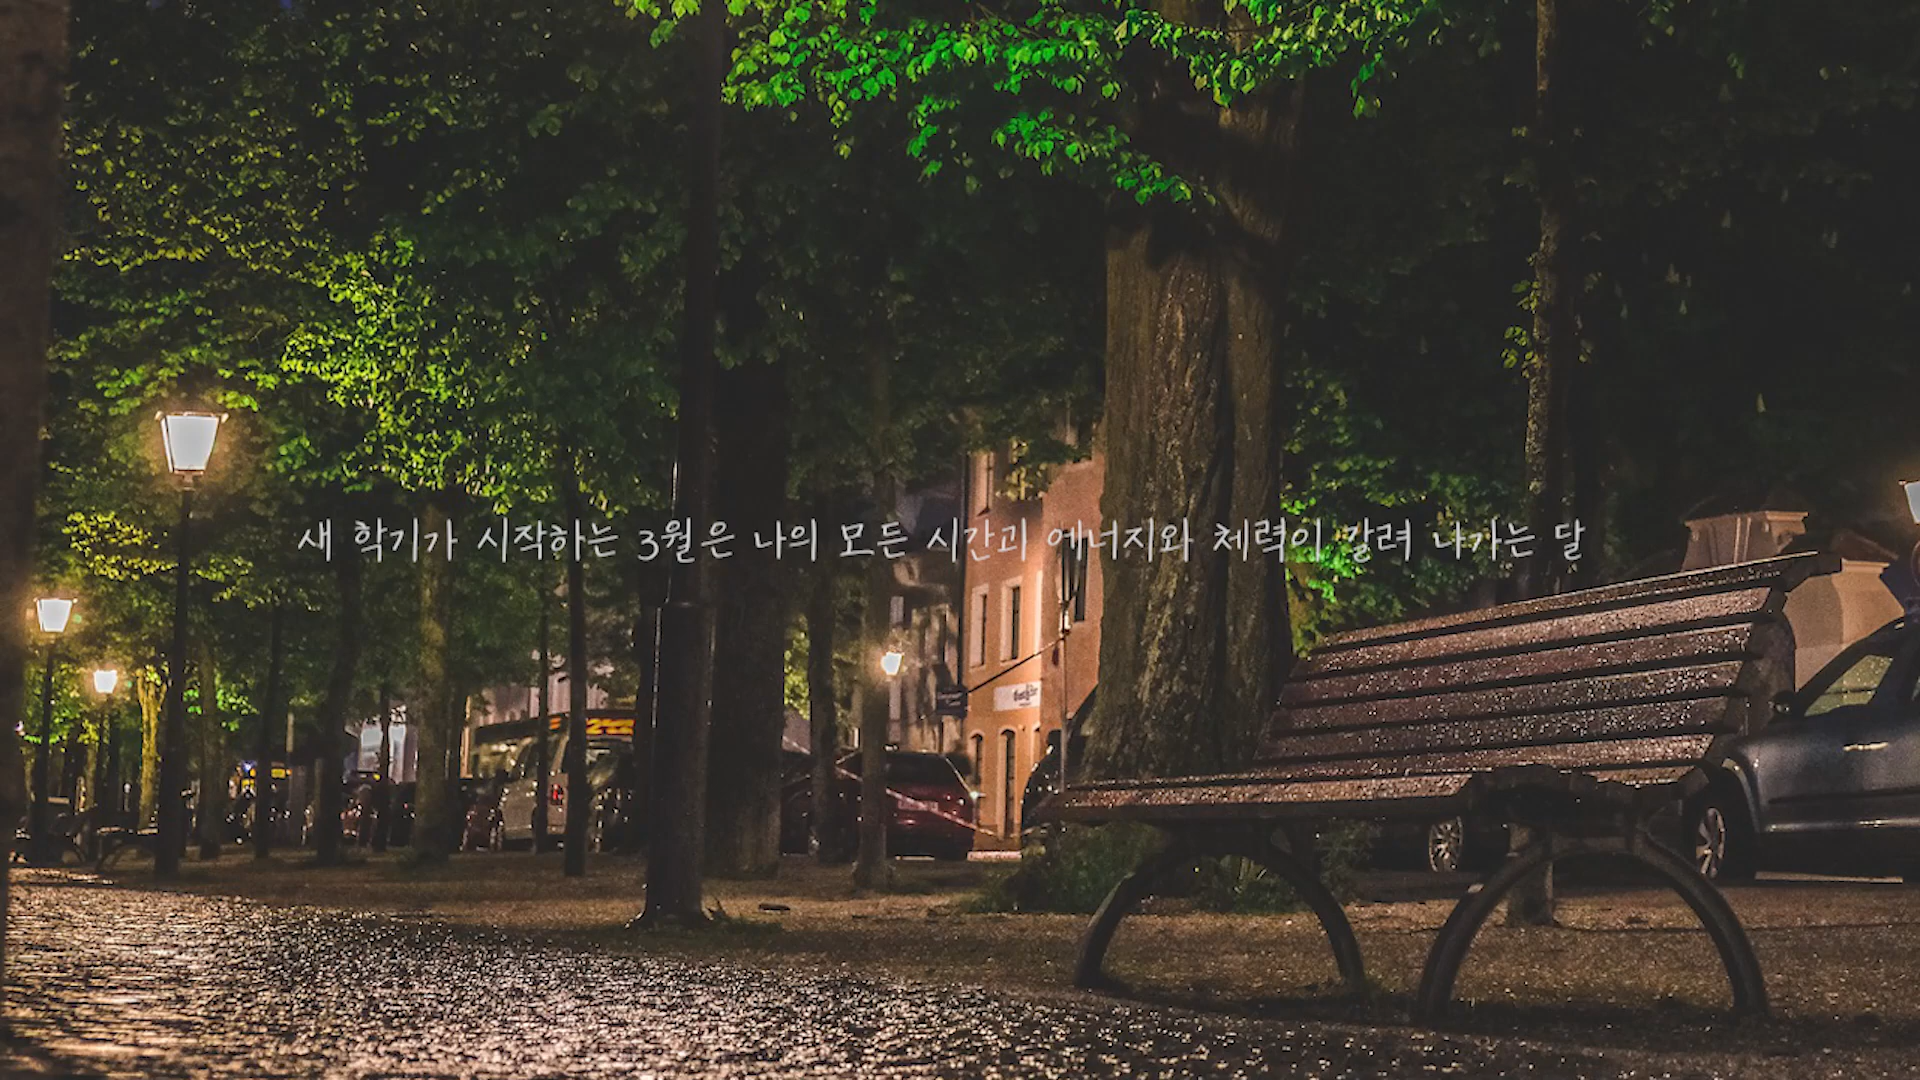 새 학기가 시작하는 3월은 나의 모든 시간과 에너지와 체력이 갈려 나가는 달